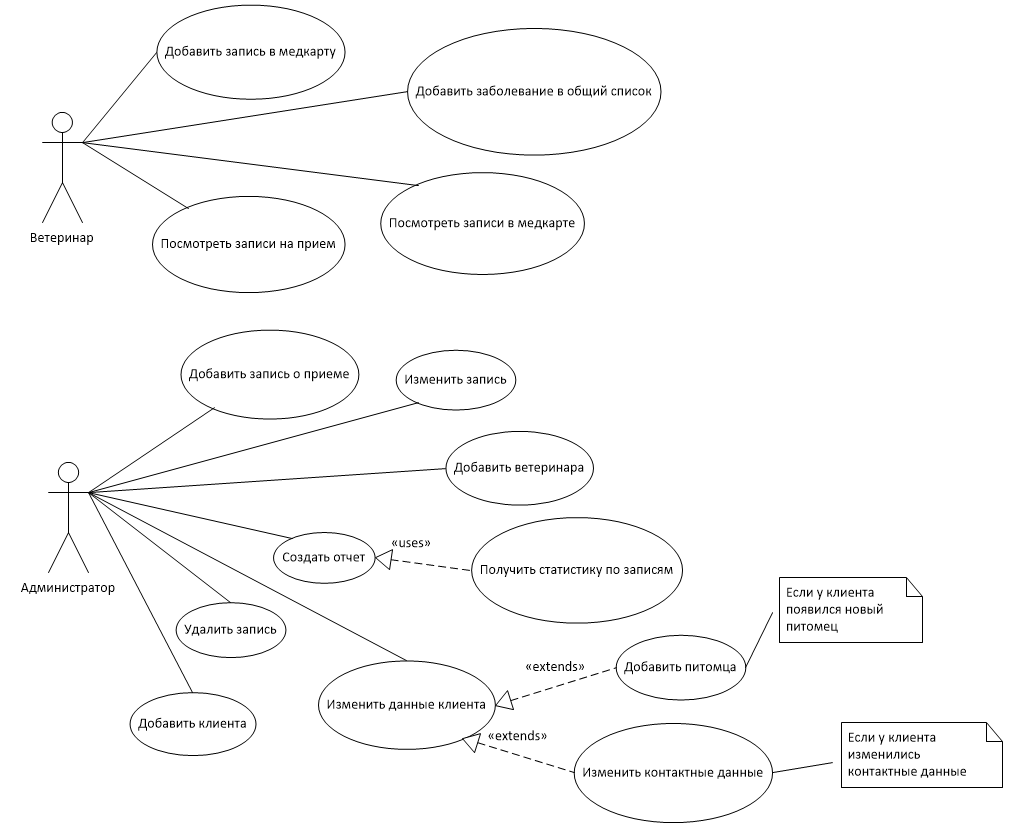 Добавить запись в медкарту
Добавить заболевание в общий список
Посмотреть записи в медкарте
Ветеринар
Посмотреть записи на прием
Добавить запись о приеме
Изменить запись
Добавить ветеринара
«uses»
Создать отчет
Получить статистику по записям
Администратор
Если у клиента
появился новый
питомец
Удалить запись
«extends»
Добавить питомца
Изменить данные клиента
Добавить клиента
«extends»
Если у клиента
изменились
контактные данные
Изменить контактные данные